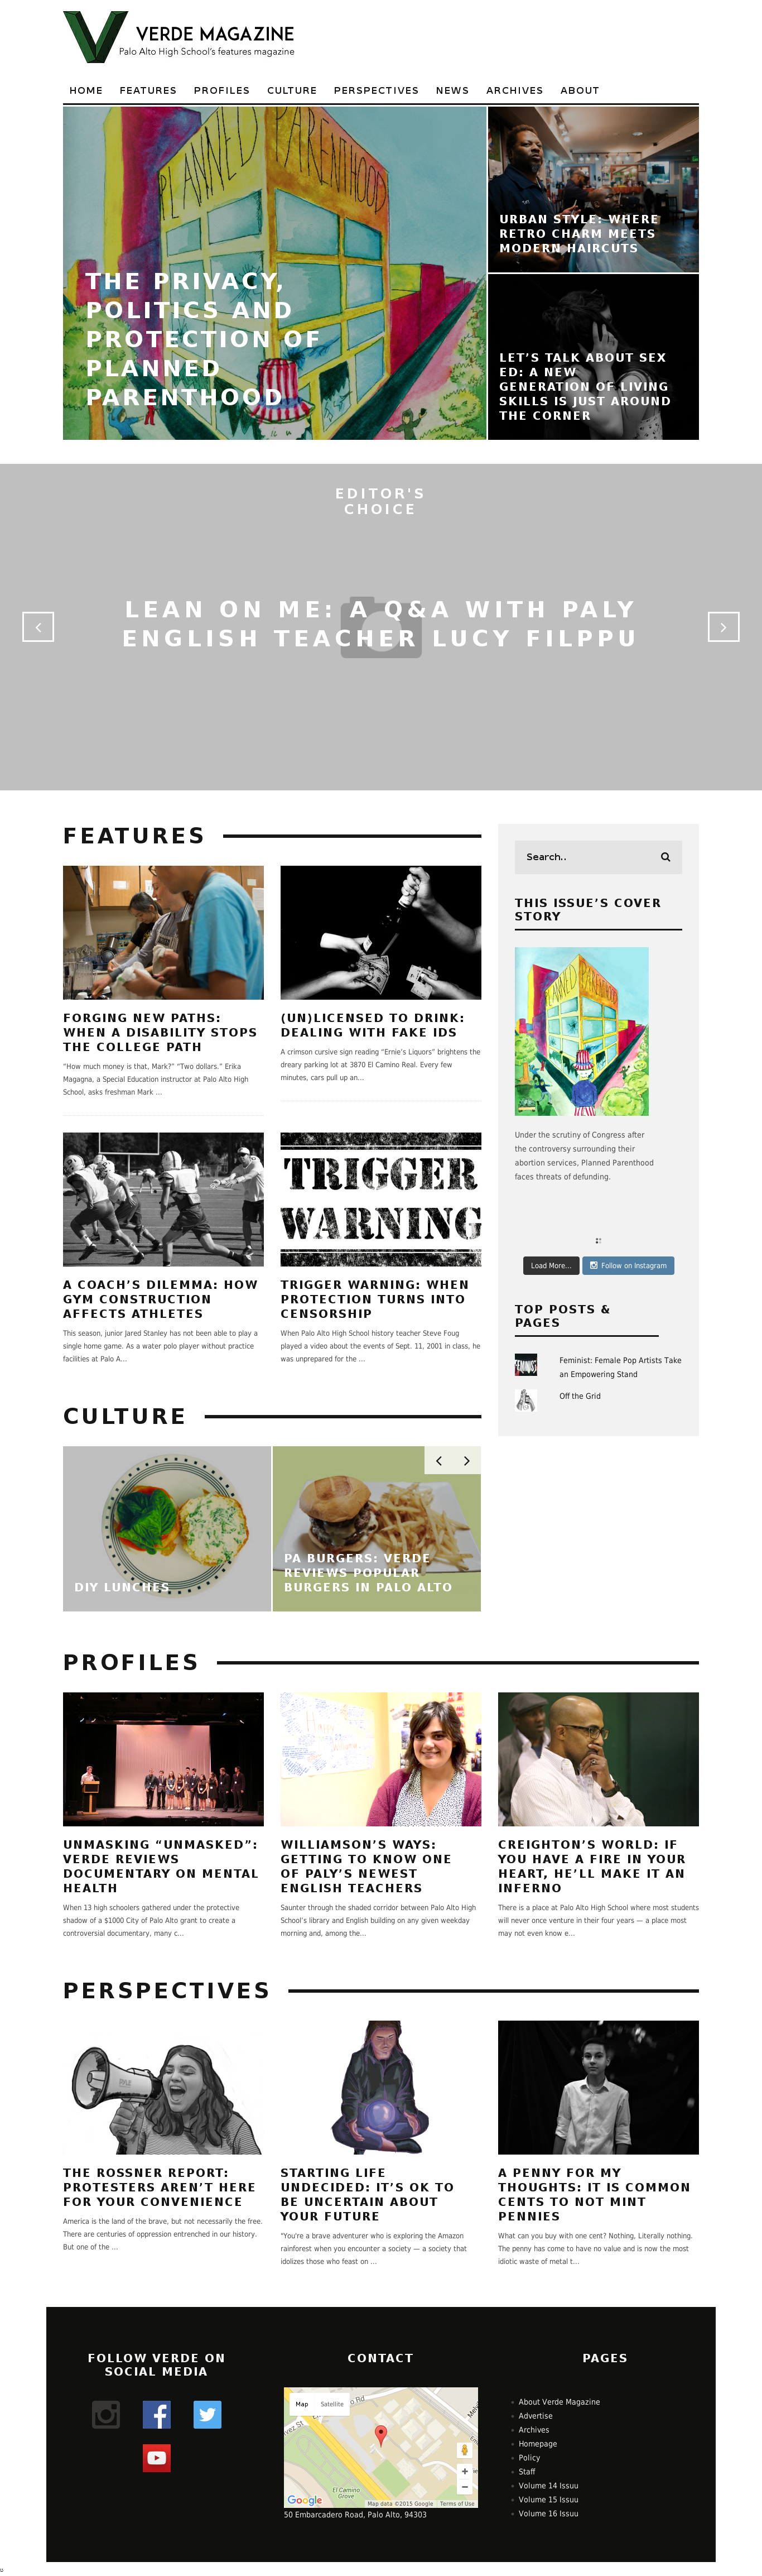 VERDE MAGAZINE
Palo Alto High School's features magazine
HOME FEATURES PROFILES CULTURE PERSPECTIVES NEWS ARCHIVES ABOUT
PLANNED PARENTHOOD
THE PRIVACY,
POLITICS AND
PROTECTION OF
PLANNED
PARENTHOOD
URBAN STYLE: WHERE
RETRO CHARM MEETS
MODERN HAIRCUTS
LET’S TALK ABOUT SEX
ED: A NEW
GENERATION OF LIVING
SKILLS IS JUST AROUND
THE CORNER
EDITOR'S
CHOICE
LEAN ON ME: A Q&A WITH PALY
ENGLISH TEACHER LUCY FILPPU
FEATURES
FORGING NEW PATHS:
WHEN A DISABILITY STOPS
THE COLLEGE PATH
“How much money is that, Mark?” “Two dollars.” Erika
Magagna, a Special Education instructor at Palo Alto High
School, asks freshman Mark ...
(UN)LICENSED TO DRINK:
DEALING WITH FAKE IDS
A crimson cursive sign reading “Ernie’s Liquors” brightens the
dreary parking lot at 3870 El Camino Real. Every few
minutes, cars pull up an...
TRIGGER
WARNING
A COACH’S DILEMMA: HOW
GYM CONSTRUCTION
AFFECTS ATHLETES
This season, junior Jared Stanley has not been able to play a
single home game. As a water polo player without practice
facilities at Palo A...
TRIGGER WARNING: WHEN
PROTECTION TURNS INTO
CENSORSHIP
When Palo Alto High School history teacher Steve Foug
played a video about the events of Sept. 11, 2001 in class, he
was unprepared for the ...
Search..
THIS ISSUE’S COVER
STORY
PLANNED PARENTHOOD
Under the scrutiny of Congress after
the controversy surrounding their
abortion services, Planned Parenthood
faces threats of defunding.
Load More...
Follow on Instagram
TOP POSTS &
PAGES
Feminist: Female Pop Artists Take
an Empowering Stand
Off the Grid
CULTURE
DIY LUNCHES
PA BURGERS: VERDE
REVIEWS POPULAR
BURGERS IN PALO ALTO
PROFILES
UNMASKING “UNMASKED”:
VERDE REVIEWS
DOCUMENTARY ON MENTAL
HEALTH
When 13 high schoolers gathered under the protective
shadow of a $1000 City of Palo Alto grant to create a
controversial documentary, many c...
WILLIAMSON’S WAYS:
GETTING TO KNOW ONE
OF PALY’S NEWEST
ENGLISH TEACHERS
Saunter through the shaded corridor between Palo Alto High
School’s library and English building on any given weekday
morning and, among the...
CREIGHTON’S WORLD: IF
YOU HAVE A FIRE IN YOUR
HEART, HE’LL MAKE IT AN
INFERNO
There is a place at Palo Alto High School where most students
will never once venture in their four years — a place most
may not even know e...
PERSPECTIVES
THE ROSSNER REPORT:
PROTESTERS AREN’T HERE
FOR YOUR CONVENIENCE
America is the land of the brave, but not necessarily the free.
There are centuries of oppression entrenched in our history.
But one of the ...
STARTING LIFE
UNDECIDED: IT’S OK TO
BE UNCERTAIN ABOUT
YOUR FUTURE
"You're a brave adventurer who is exploring the Amazon
rainforest when you encounter a society — a society that
idolizes those who feast on ...
A PENNY FOR MY
THOUGHTS: IT IS COMMON
CENTS TO NOT MINT
PENNIES
What can you buy with one cent? Nothing, Literally nothing.
The penny has come to have no value and is now the most
idiotic waste of metal t...
FOLLOW VERDE ON
SOCIAL MEDIA
CONTACT
Map Satellite
El Camino
Grove
Google
Map data ©2015 Google Terms of Use
50 Embarcadero Road, Palo Alto, 94303
PAGES
About Verde Magazine
Advertise
Archives
Homepage
Policy
Staff
Volume 14 Issuu
Volume 15 Issuu
Volume 16 Issuu